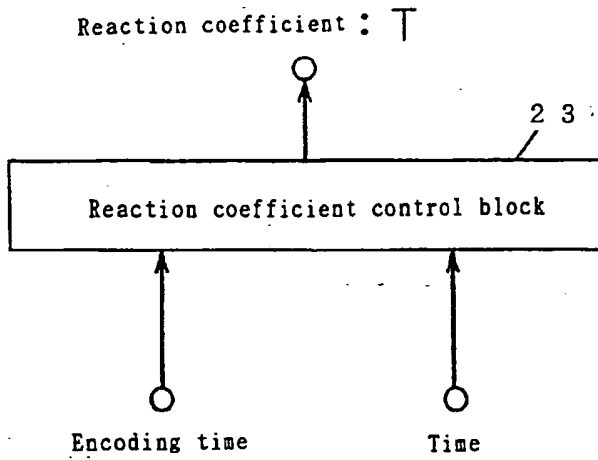 Reaction coefficient : T
2 3
Reaction coefficient control block
Encoding time Time